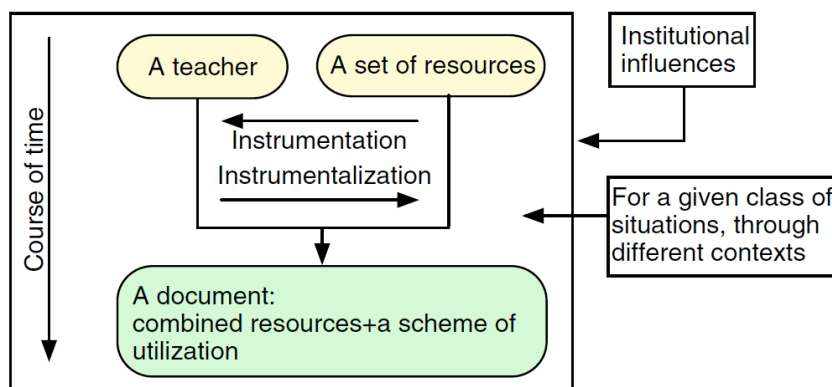 A teacher
A set of resources
Institutional
influences
Instrumentation
Instrumentalization
Course of time
For a given class of
situations, through
different contexts
A document:
combined resources+a scheme of
utilization